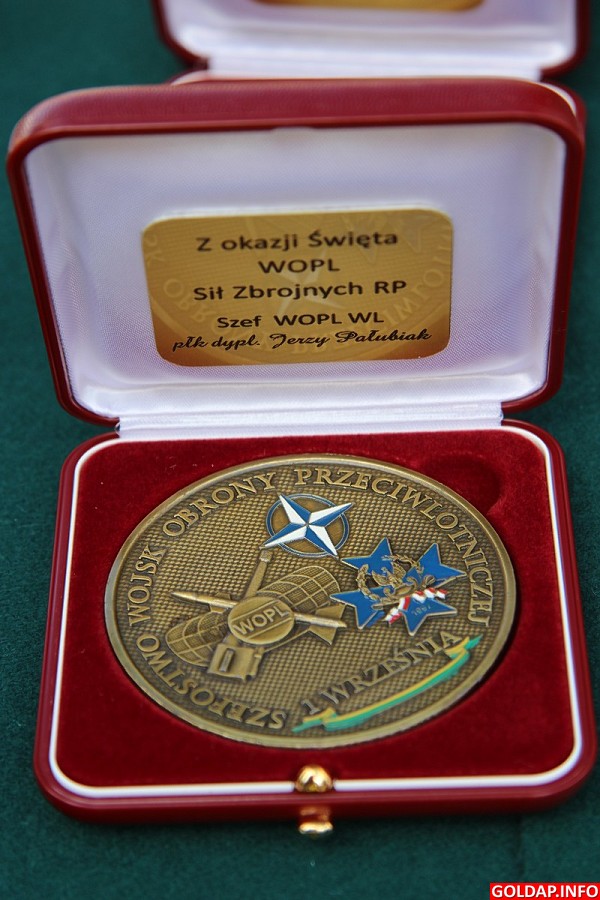 Z okazji Święta
WOPL
Sił Zbrojnych RP
Szef WOPL WL
płk dypl. Jerzy Pałubiak
SZEFOSTWO WOJSK OBRONY PRZECIWLOTNICZEJ
WOPL
1 WRZEŚNIA
GOLDAP.INFO